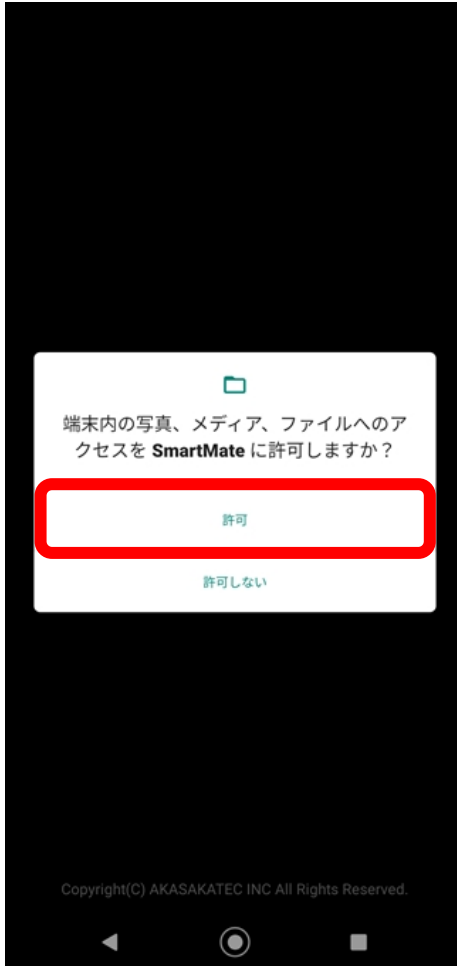 端末内の写真、メディア、ファイルへのア
クセスを SmartMate に許可しますか？
許可
許可しない
Copyright(C) AKASAKATEC INC All Rights Reserved.